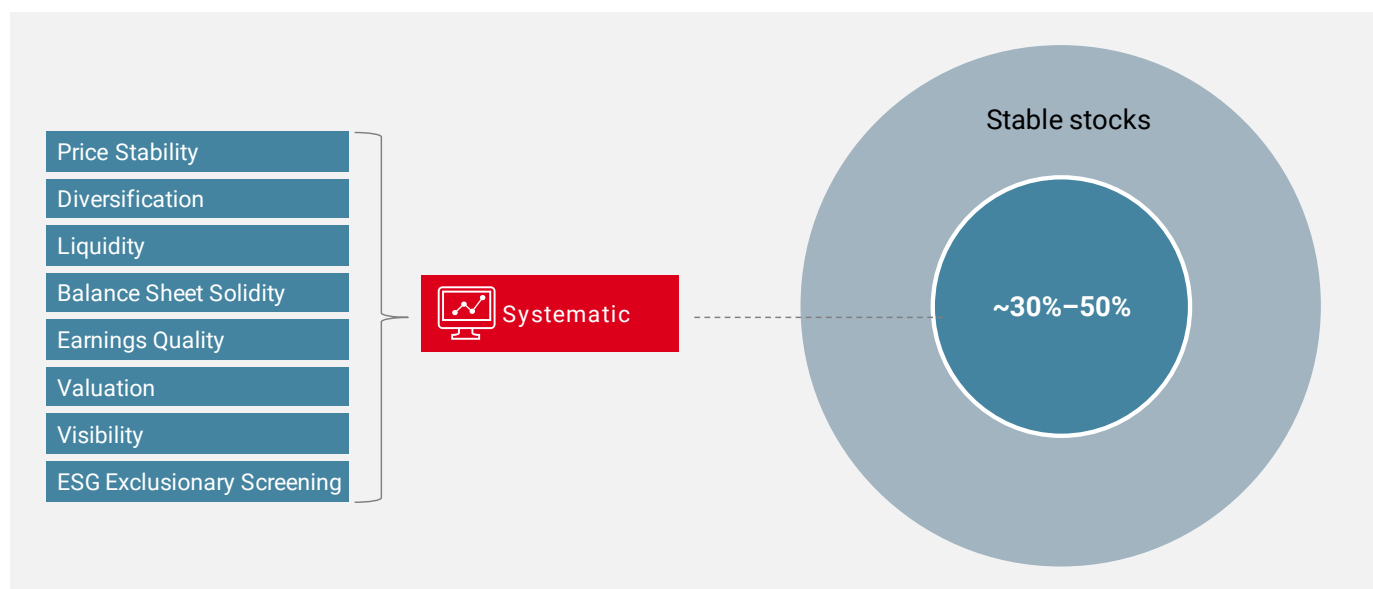 Price Stability
Diversification
Liquidity
Balance Sheet Solidity
Earnings Quality
Valuation
Visibility
ESG Exclusionary Screening
Systematic
Stable stocks
~30%–50%